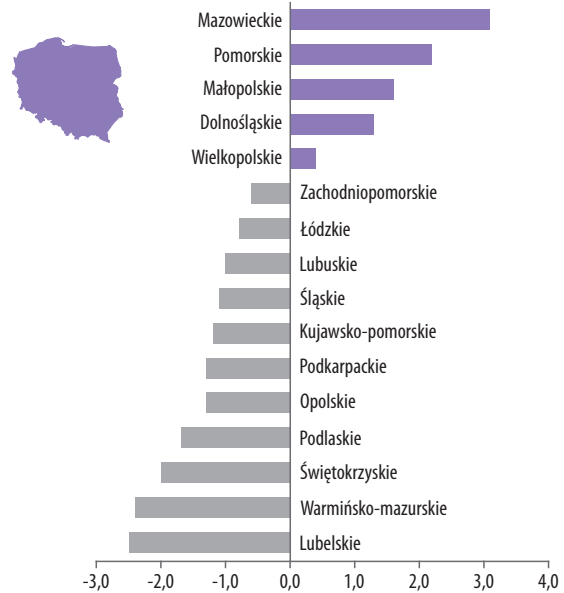 Mazowieckie
Pomorskie
Małopolskie
Dolnośląskie
Wielkopolskie
Zachodniopomorskie
Łódzkie
Lubuskie
Śląskie
Kujawsko-pomorskie
Podkarpackie
Opolskie
Podlaskie
Świętokrzyskie
Warmińsko-mazurskie
Lubelskie
-3,0 -2,0 -1,0 0,0 1,0 2,0 3,0 4,0